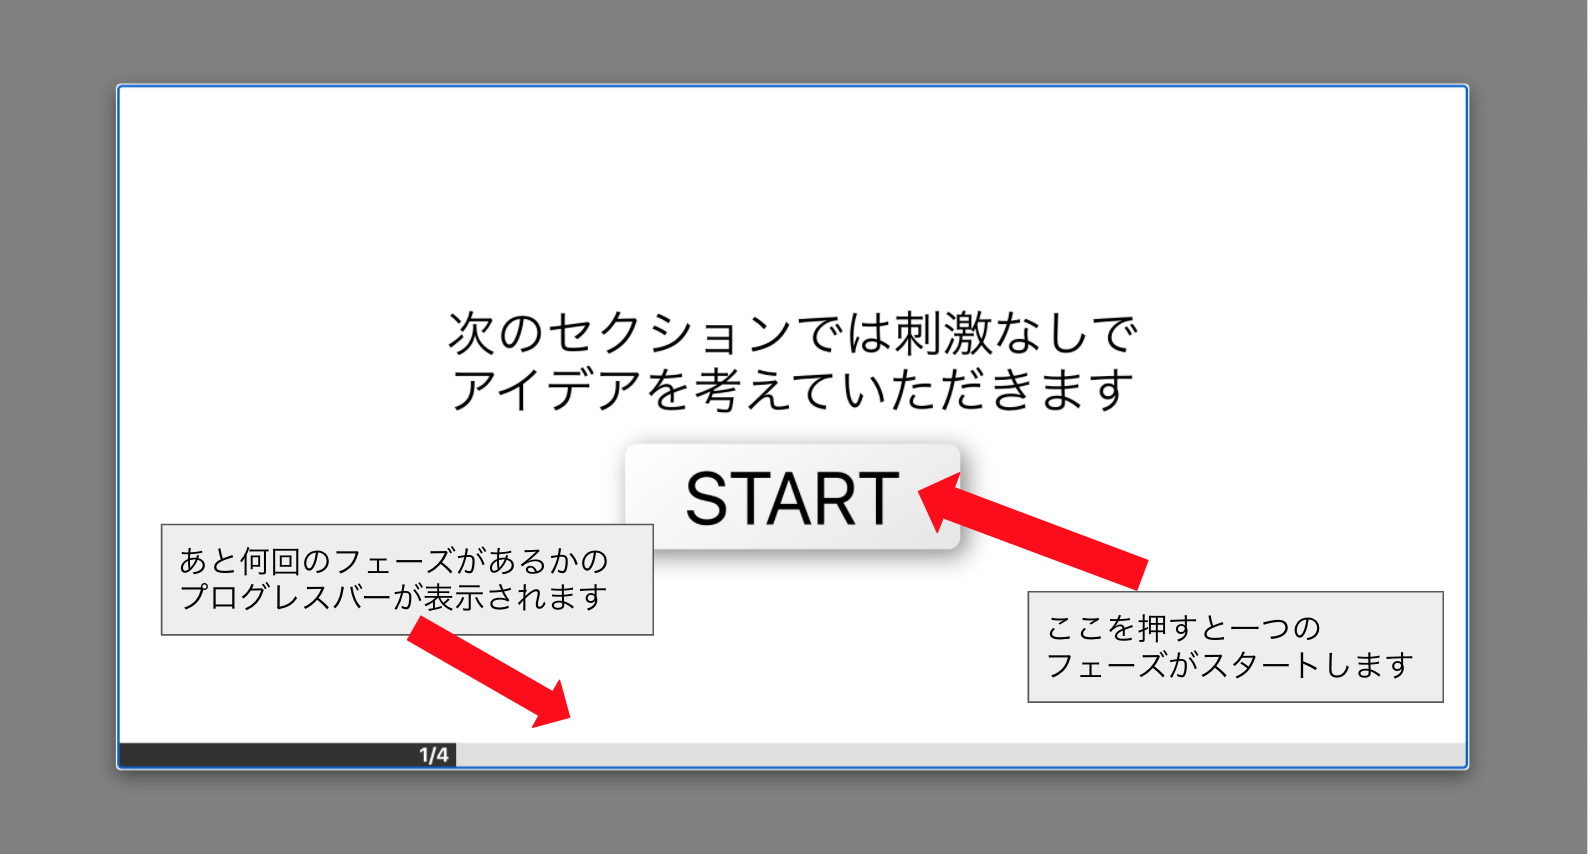 次のセクションでは刺激なしで
アイデアを考えていただきます
START
あと何回のフェーズがあるかの
プログレスバーが表示されます
ここを押すと一つの
フェーズがスタートします
1/4